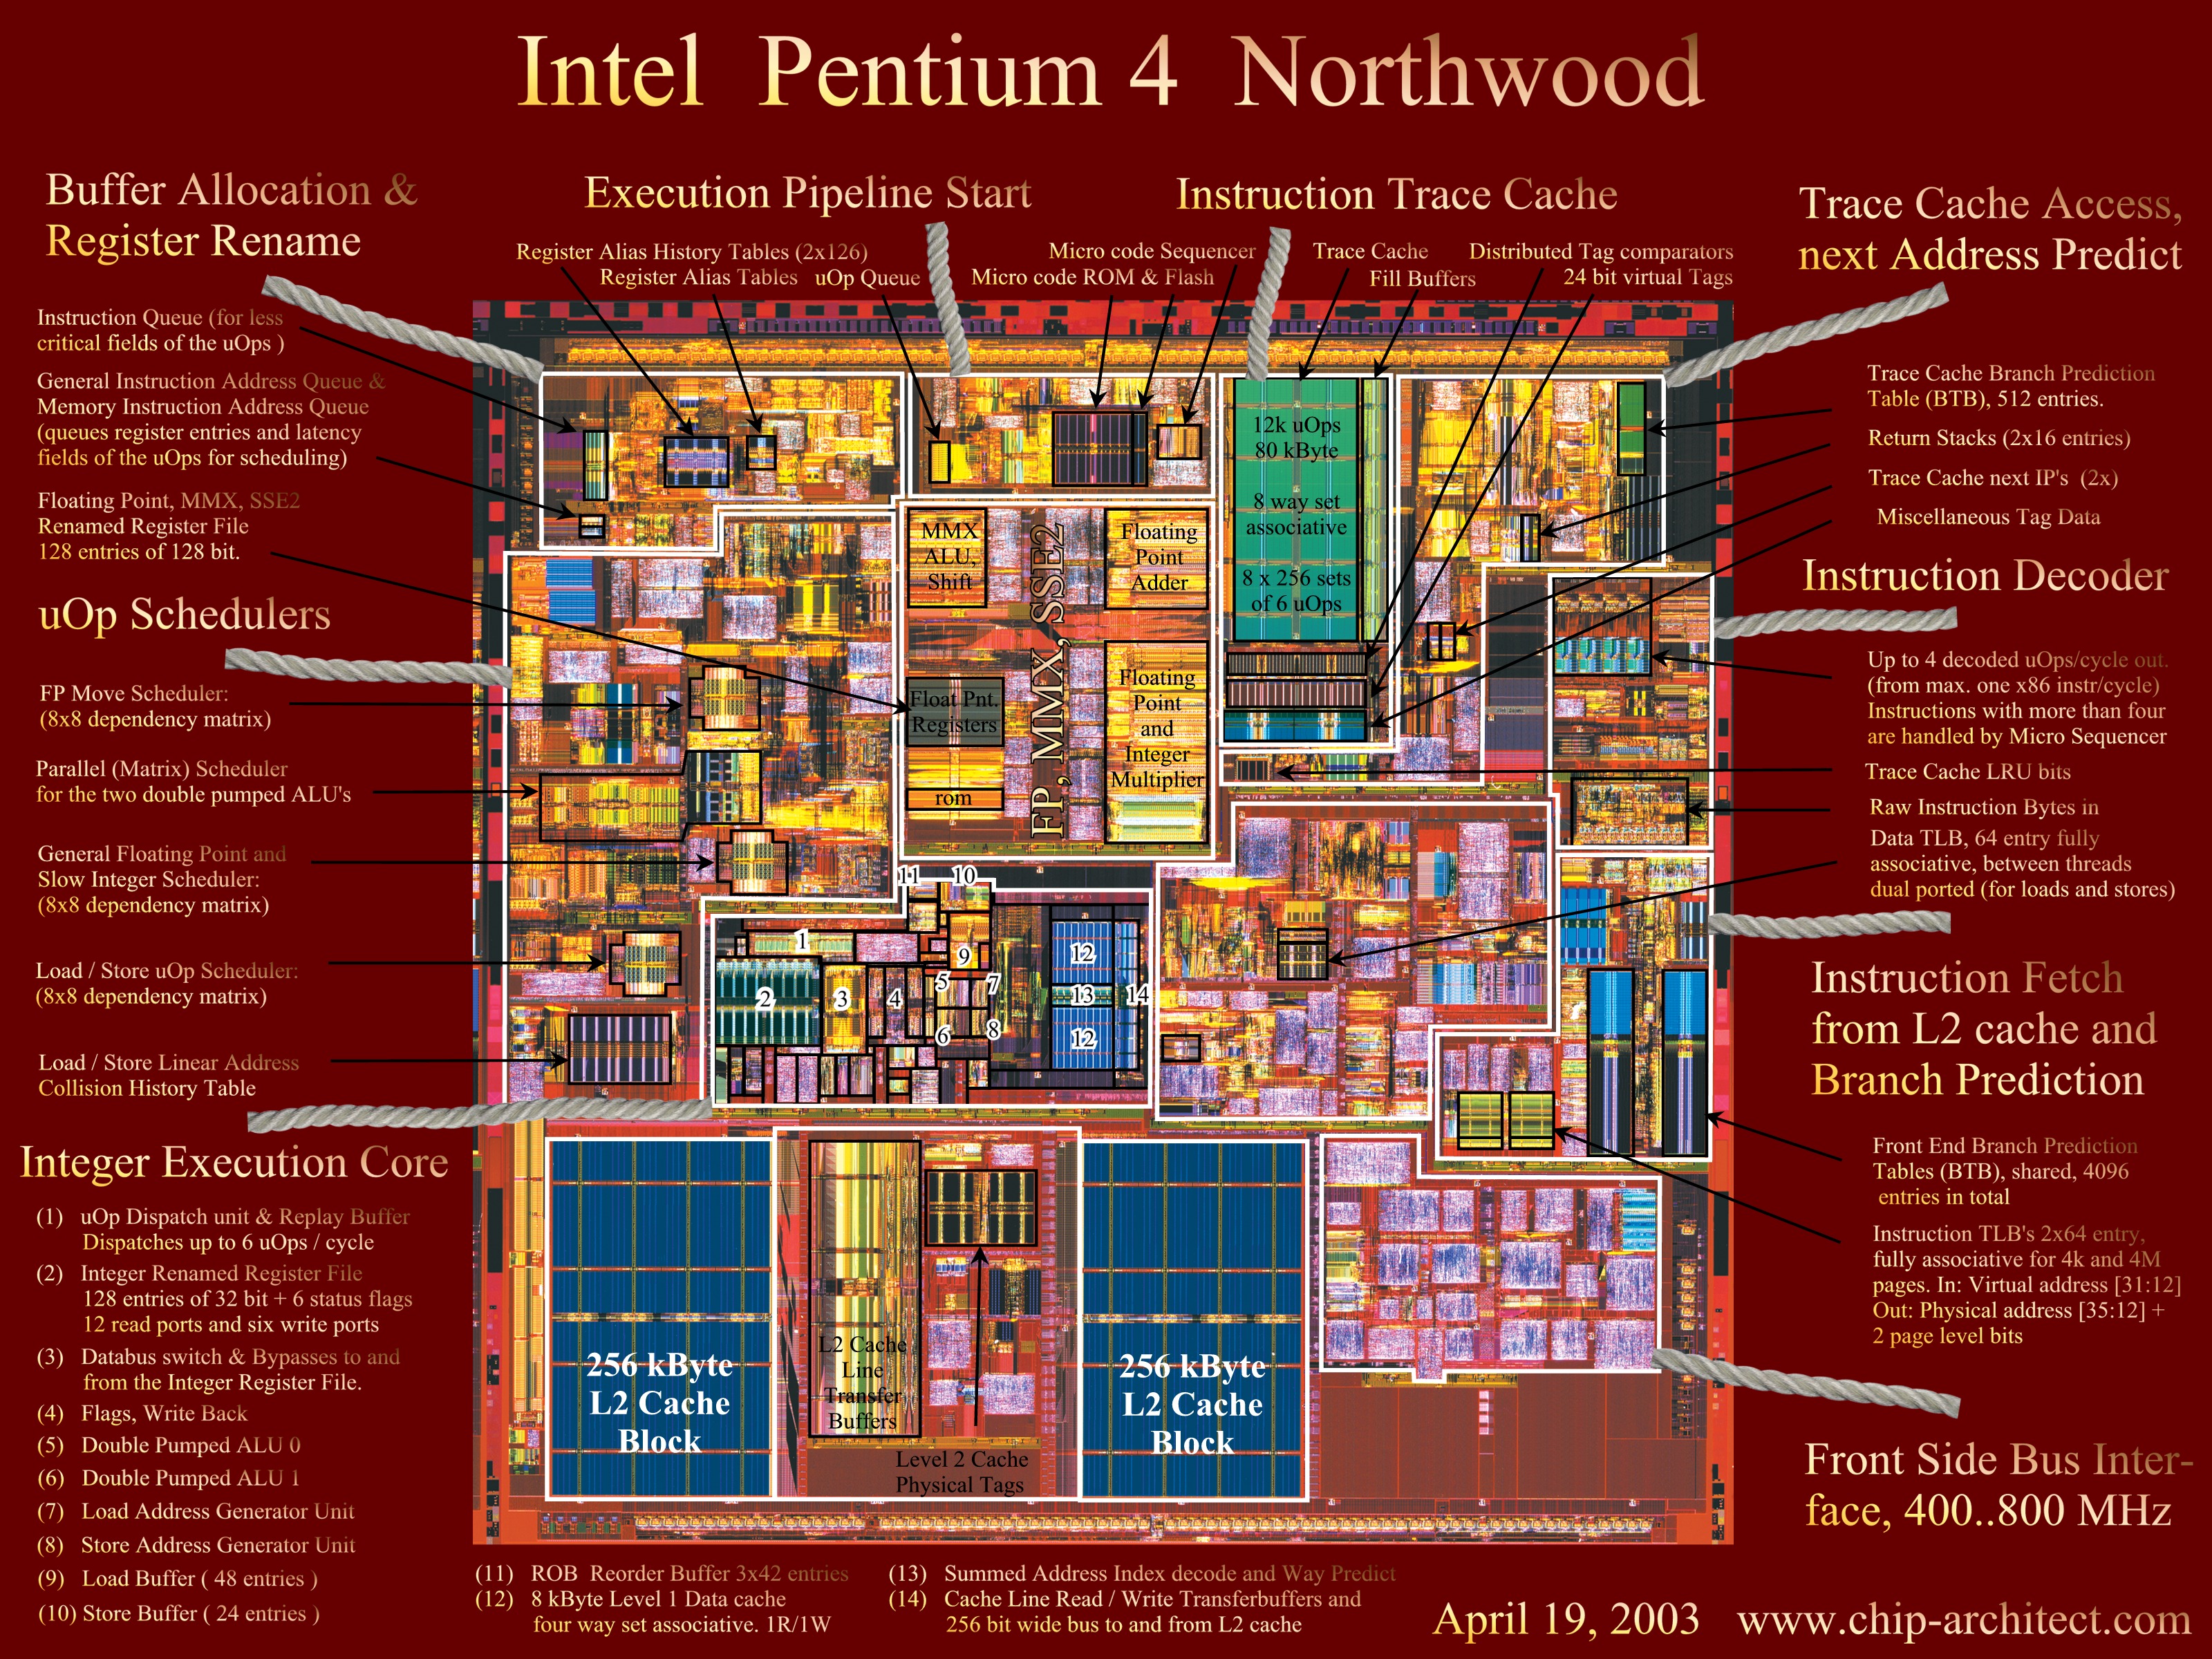 Intel Pentium 4 Northwood
Buffer Allocation &
Register Rename
Instruction Queue (for less
critical fields of the uOps )
General Instruction Address Queue &
Memory Instruction Address Queue
(queues register entries and latency
fields of the uOps for scheduling)
Floating Point, MMX, SSE2
Renamed Register File
128 entries of 128 bit.
uOp Schedulers
FP Move Scheduler:
(8x8 dependency matrix)
Parallel (Matrix) Scheduler
for the two double pumped ALU's
General Floating Point and
Slow Integer Scheduler:
(8x8 dependency matrix)
Load / Store uOp Scheduler:
(8x8 dependency matrix)
Load / Store Linear Address
Collision History Table
Integer Execution Core
(1) uOp Dispatch unit & Replay Buffer
Dispatches up to 6 uOps / cycle
(2) Integer Renamed Register File
128 entries of 32 bit + 6 status flags
12 read ports and six write ports
(3) Databus switch & Bypasses to and
from the Integer Register File.
(4) Flags, Write Back
(5) Double Pumped ALU 0
(6) Double Pumped ALU 1
(7) Load Address Generator Unit
(8) Store Address Generator Unit
(9) Load Buffer ( 48 entries )
(10) Store Buffer ( 24 entries )
(11) ROB Reorder Buffer 3x42 entries
(12) 8 kByte Level 1 Data cache
four way set associative. 1R/1W
(13) Summed Address Index decode and Way Predict
(14) Cache Line Read / Write Transferbuffers and
256 bit wide bus to and from L2 cache
Execution Pipeline Start
Register Alias History Tables (2x126)
Register Alias Tables
uOp Queue
Micro code Sequencer
Micro code ROM & Flash
Instruction Trace Cache
Trace Cache
Fill Buffers
Distributed Tag comparators
24 bit virtual Tags
12k uOps
80 kByte
8 way set
associative
8 x 256 sets
of 6 uOps
MMX
ALU,
Shift
FP, MMX, SSE2
Floating
Point
Adder
Float Pnt.
Registers
rom
Floating
Point
and
Integer
Multiplier
11
10
1
9
12
2
3
4
5
7
13
14
6
8
12
256 kByte
L2 Cache
Block
L2 Cache
Line
Transfer
Buffers
Level 2 Cache
Physical Tags
256 kByte
L2 Cache
Block
Trace Cache Access,
next Address Predict
Trace Cache Branch Prediction
Table (BTB), 512 entries.
Return Stacks (2x16 entries)
Trace Cache next IP's (2x)
Miscellaneous Tag Data
Instruction Decoder
Up to 4 decoded uOps/cycle out.
(from max. one x86 instr/cycle)
Instructions with more than four
are handled by Micro Sequencer
Trace Cache LRU bits
Raw Instruction Bytes in
Data TLB, 64 entry fully
associative, between threads
dual ported (for loads and stores)
Instruction Fetch
from L2 cache and
Branch Prediction
Front End Branch Prediction
Tables (BTB), shared, 4096
entries in total
Instruction TLB's 2x64 entry,
fully associative for 4k and 4M
pages. In: Virtual address [31:12]
Out: Physical address [35:12] +
2 page level bits
Front Side Bus Inter-
face, 400..800 MHz
April 19, 2003 www.chip-architect.com